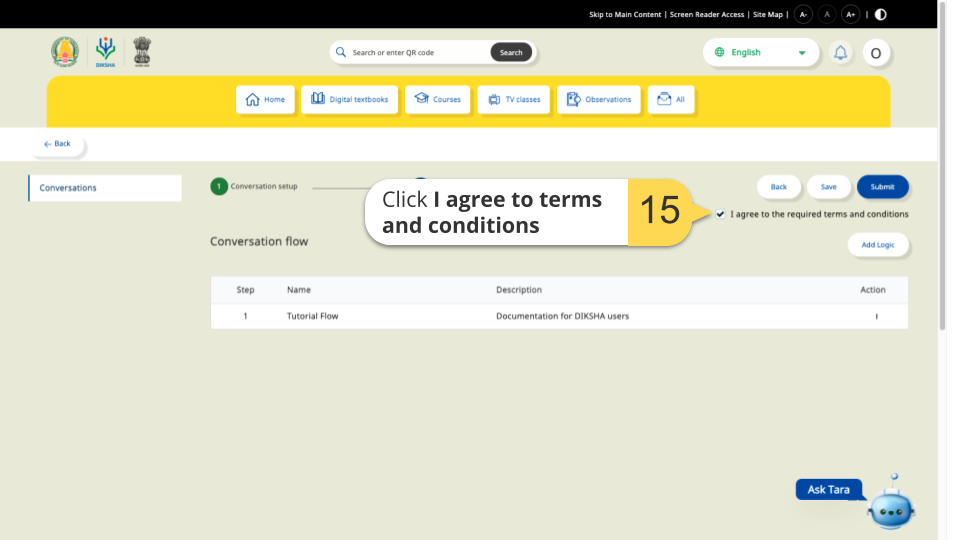 Skip to Main Content | Screen Reader Access | Site Map | A- A A+ |
DIKSHA
Search or enter QR code Search
English
O
Home Digital textbooks Courses TV classes Observations All
← Back
Conversations
1 Conversation setup
Back Save Submit
Click I agree to terms
and conditions
15
I agree to the required terms and conditions
Conversation flow
Add Logic
Step Name Description Action
1 Tutorial Flow Documentation for DIKSHA users
Ask Tara